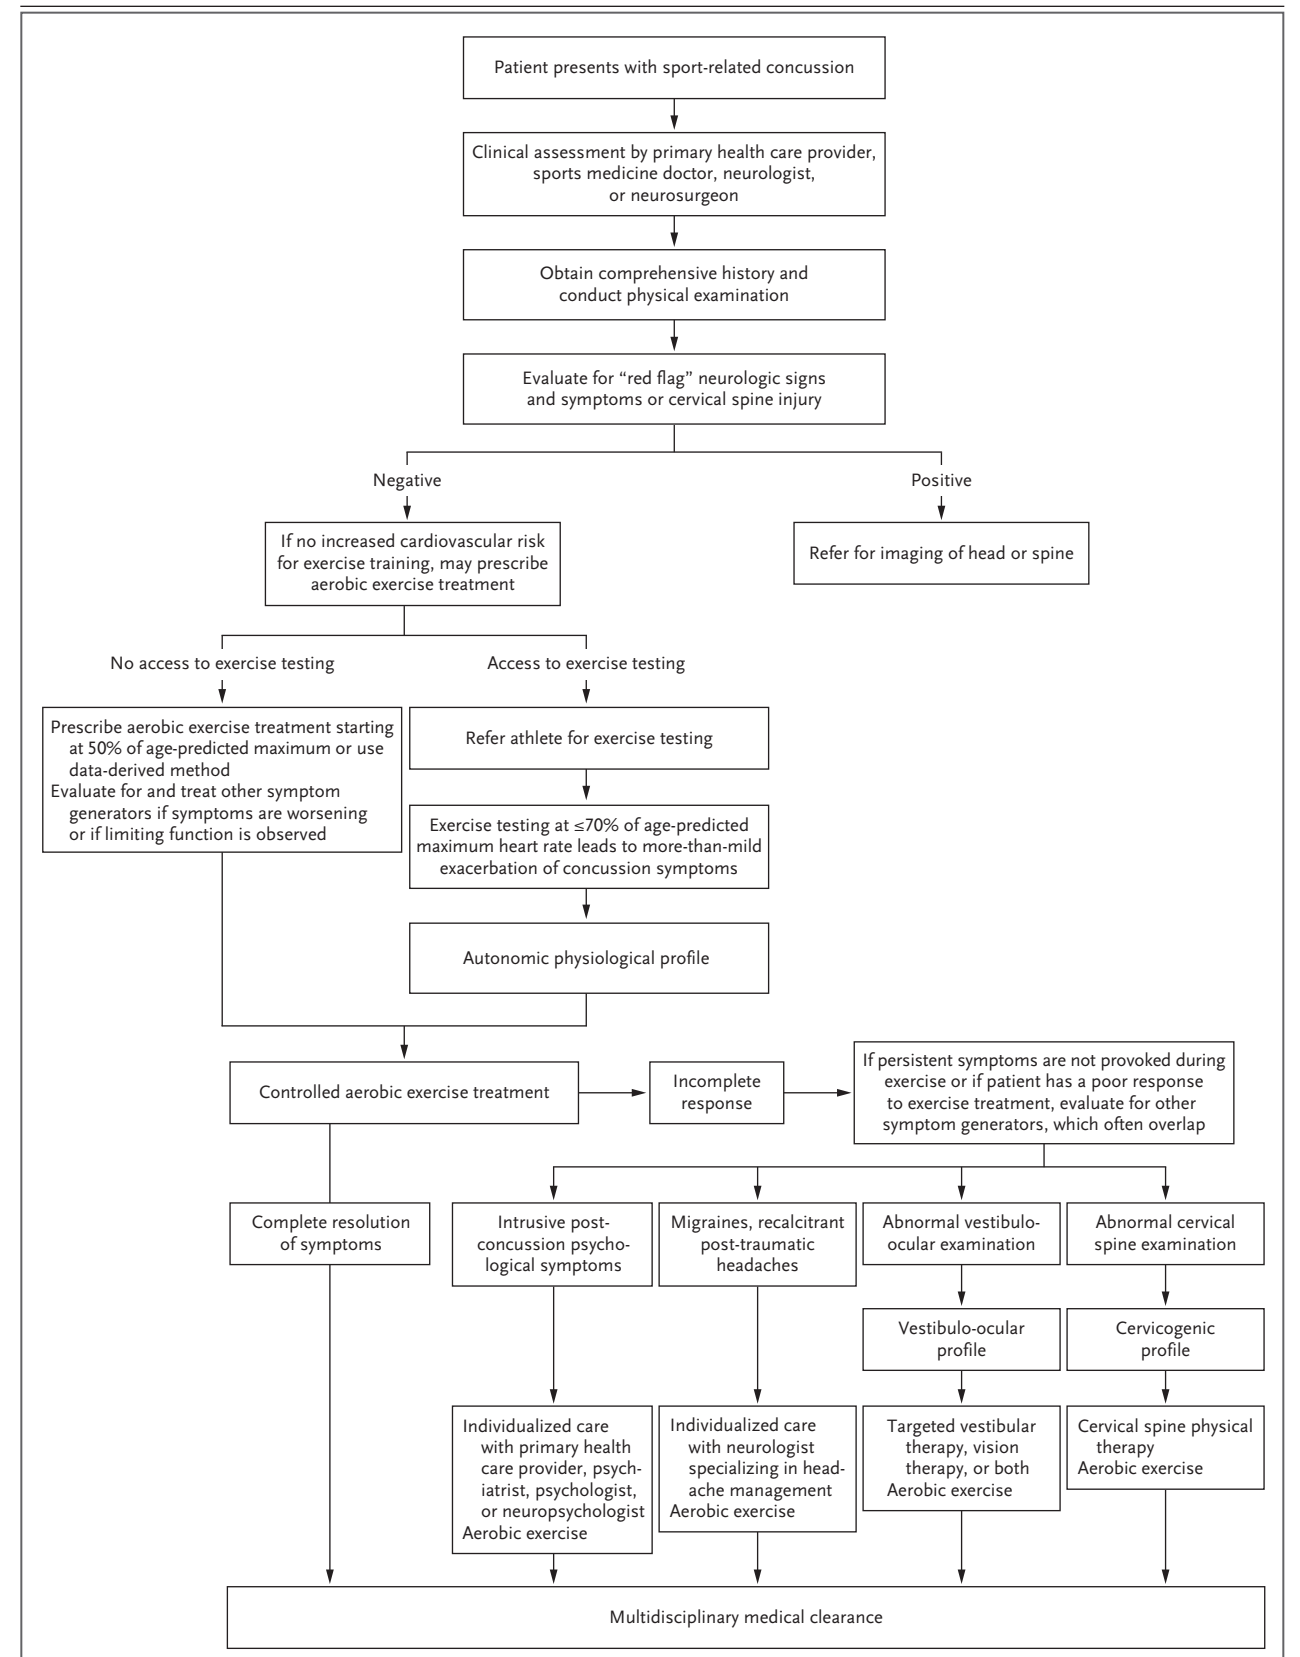 Patient presents with sport-related concussion
Clinical assessment by primary health care provider,
sports medicine doctor, neurologist,
or neurosurgeon
Obtain comprehensive history and
conduct physical examination
Evaluate for “red flag” neurologic signs
and symptoms or cervical spine injury
Negative
Positive
If no increased cardiovascular risk
for exercise training, may prescribe
aerobic exercise treatment
Refer for imaging of head or spine
No access to exercise testing
Access to exercise testing
Prescribe aerobic exercise treatment starting
at 50% of age-predicted maximum or use
data-derived method
Evaluate for and treat other symptom
generators if symptoms are worsening
or if limiting function is observed
Refer athlete for exercise testing
Exercise testing at ≤70% of age-predicted
maximum heart rate leads to more-than-mild
exacerbation of concussion symptoms
Autonomic physiological profile
Controlled aerobic exercise treatment
Incomplete
response
If persistent symptoms are not provoked during
exercise or if patient has a poor response
to exercise treatment, evaluate for other
symptom generators, which often overlap
Complete resolution
of symptoms
Intrusive post-
concussion psycho-
logical symptoms
Migraines, recalcitrant
post-traumatic
headaches
Abnormal vestibulo-
ocular examination
Abnormal cervical
spine examination
Vestibulo-ocular
profile
Cervicogenic
profile
Individualized care
with primary health
care provider, psych-
iatrist, psychologist,
or neuropsychologist
Aerobic exercise
Individualized care
with neurologist
specializing in head-
ache management
Aerobic exercise
Targeted vestibular
therapy, vision
therapy, or both
Aerobic exercise
Cervical spine physical
therapy
Aerobic exercise
Multidisciplinary medical clearance